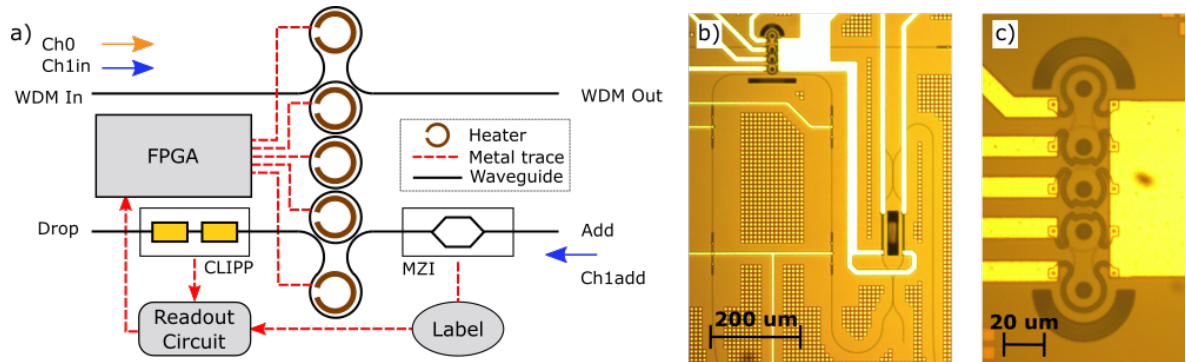 a)
Ch0
Ch1in
WDM In
WDM Out
FPGA
Heater
Metal trace
Waveguide
Drop
CLIPP
MZI
Add
Ch1add
Readout
Circuit
Label
b)
200 um
c)
20 um